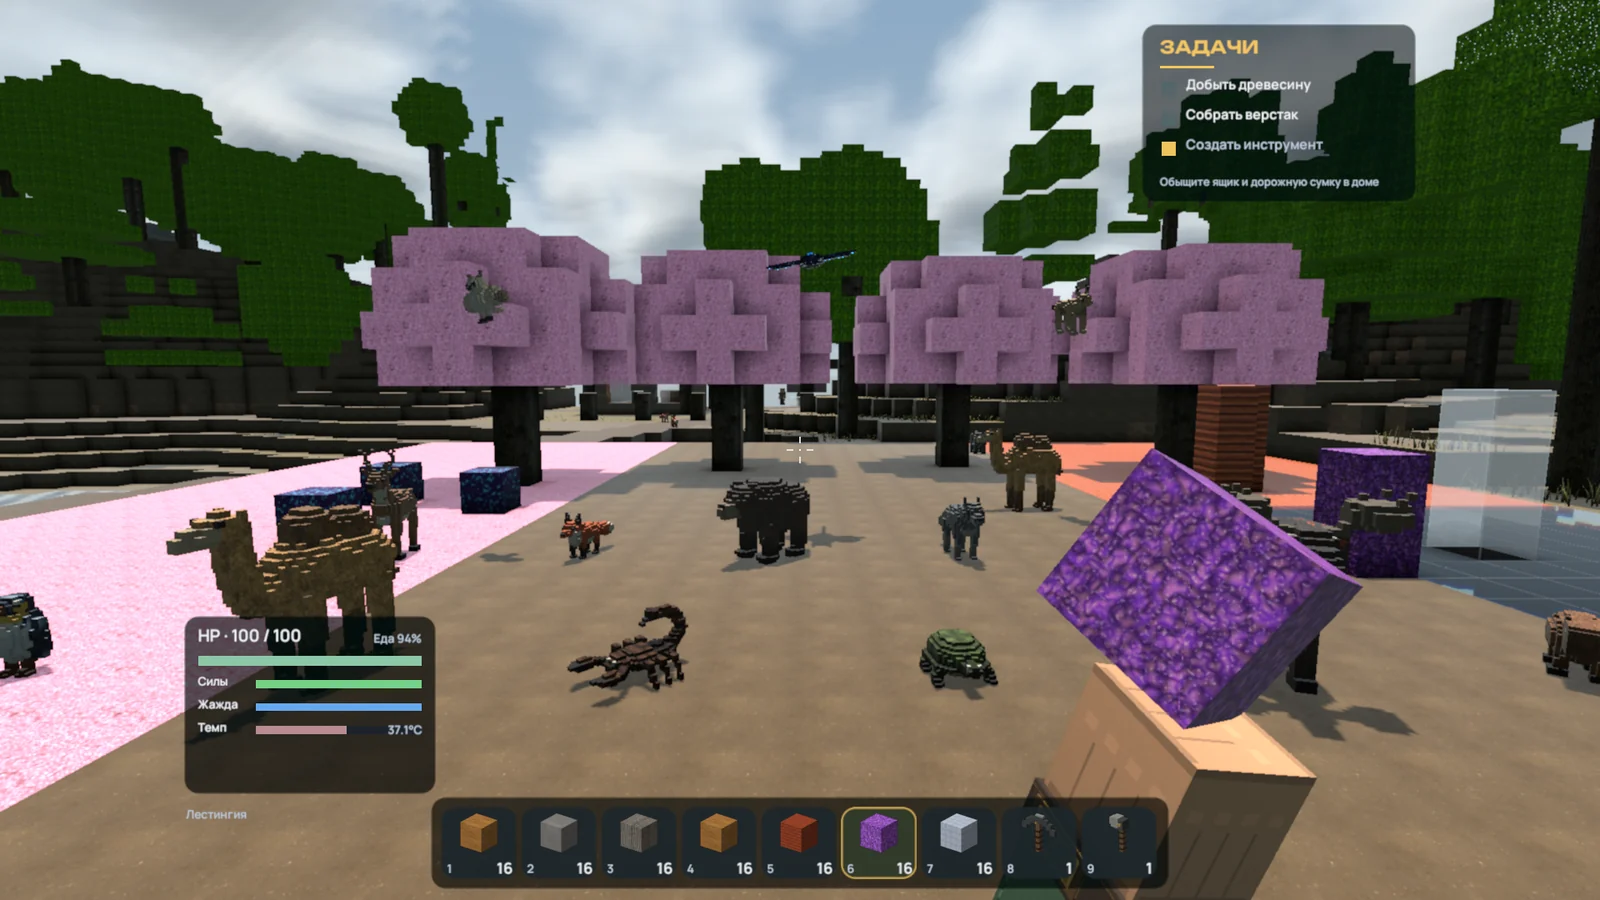 ЗАДАЧИ
Добыть древесину
Собрать верстак
Создать инструмент
Обыщите ящик и дорожную сумку в доме
HP · 100 / 100
Еда 94%
Силы
Жажда
Темп
37.1°C
Лестингия
1 16
2 16
3 16
4 16
5 16
6 16
7 16
8 1
9 1